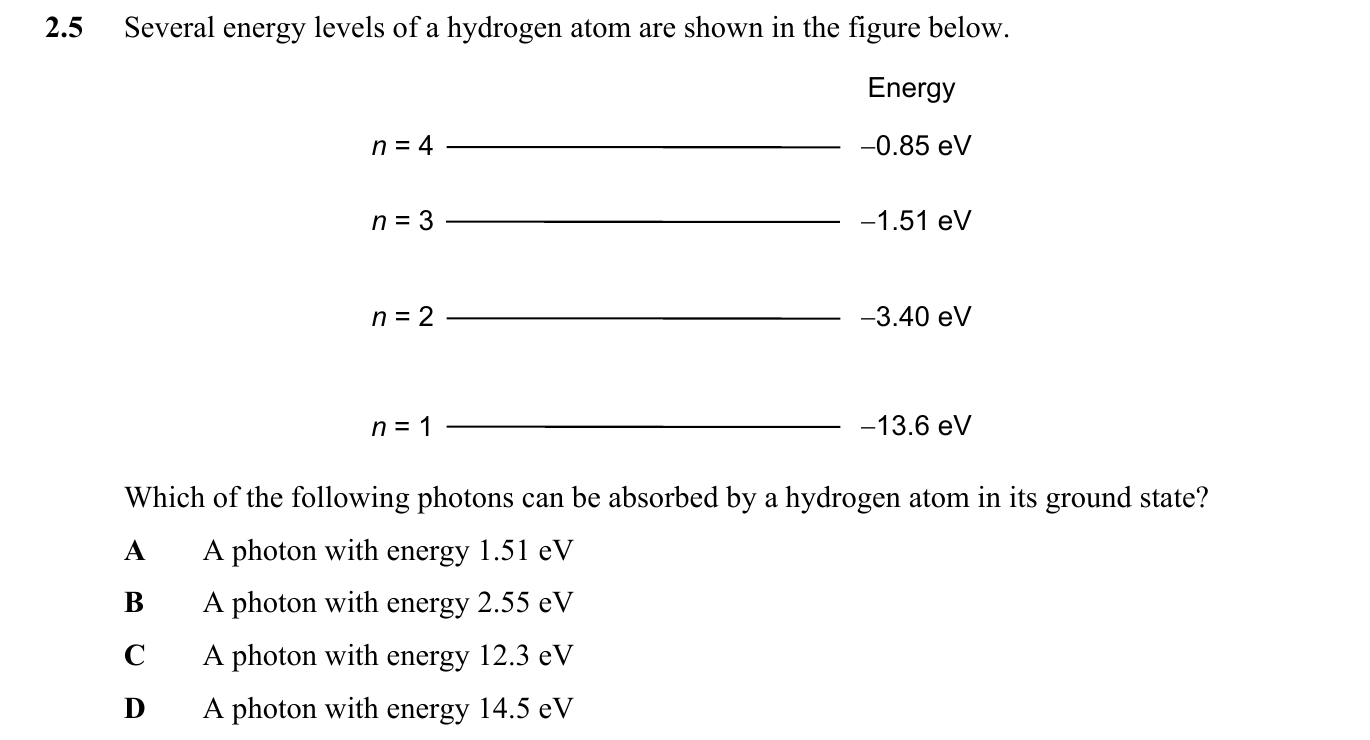 2.5 Several energy levels of a hydrogen atom are shown in the figure below.
Energy
n = 4 –0.85 eV
n = 3 –1.51 eV
n = 2 –3.40 eV
n = 1 –13.6 eV
Which of the following photons can be absorbed by a hydrogen atom in its ground state?
A A photon with energy 1.51 eV
B A photon with energy 2.55 eV
C A photon with energy 12.3 eV
D A photon with energy 14.5 eV